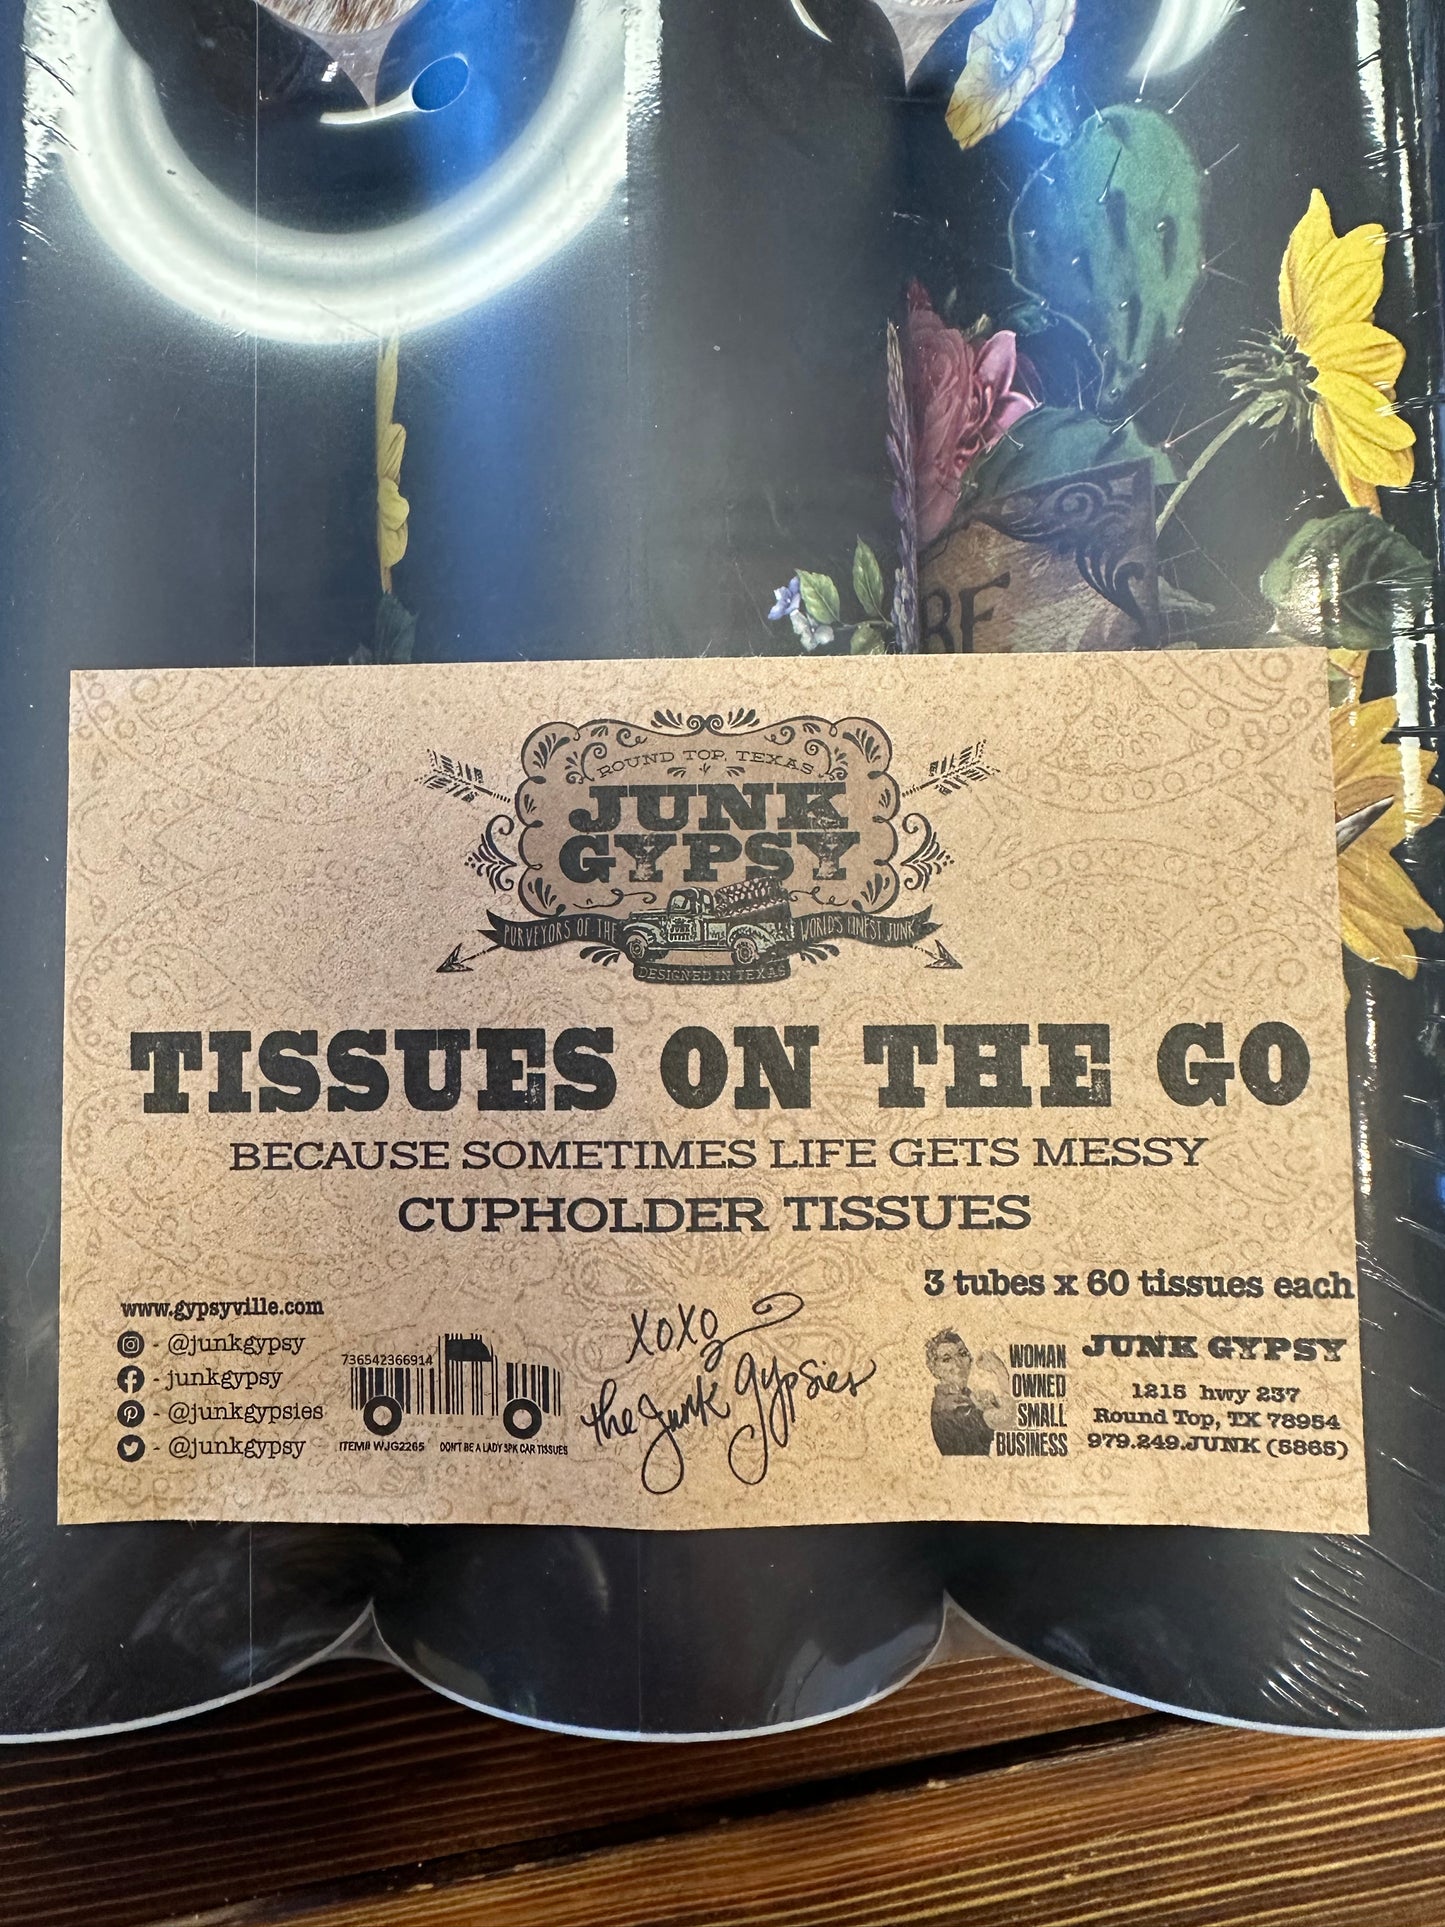 BE
ROUND TOP, TEXAS
JUNK
GYPSY
PURVEYORS OF THE WORLD'S FINEST JUNK
DESIGNED IN TEXAS
TISSUES ON THE GO
BECAUSE SOMETIMES LIFE GETS MESSY
CUPHOLDER TISSUES
3 tubes x 60 tissues each
www.gypsyville.com
- @junkgypsy
- junkgypsy
- @junkgypsies
- @junkgypsy
736542366914
ITEM# WJG2265 DON'T BE A LADY 3PK CAR TISSUES
XOXO
the Junk Gypsies
WOMAN
OWNED
SMALL
BUSINESS
JUNK GYPSY
1215 hwy 237
Round Top, TX 78954
979.249.JUNK (5865)